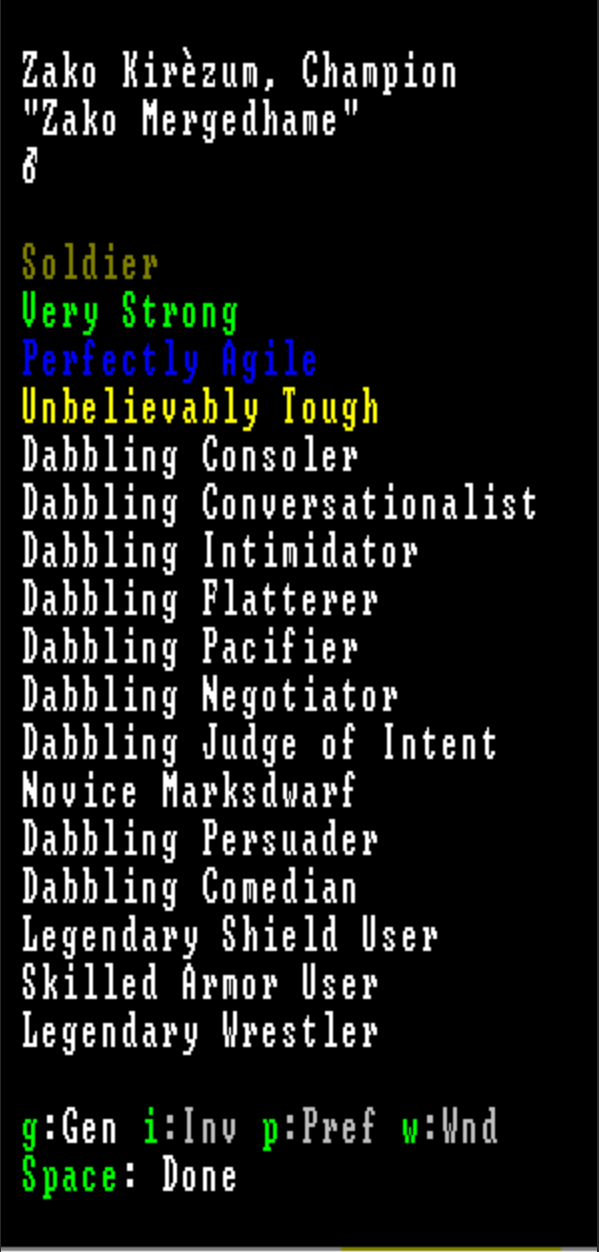 Zako Kirèzum, Champion
"Zako Mergedhame"
♂
Soldier
Very Strong
Perfectly Agile
Unbelievably Tough
Dabbling Consoler
Dabbling Conversationalist
Dabbling Intimidator
Dabbling Flatterer
Dabbling Pacifier
Dabbling Negotiator
Dabbling Judge of Intent
Novice Marksdwarf
Dabbling Persuader
Dabbling Comedian
Legendary Shield User
Skilled Armor User
Legendary Wrestler
g:Gen i:Inv p:Pref w:Wnd
Space: Done